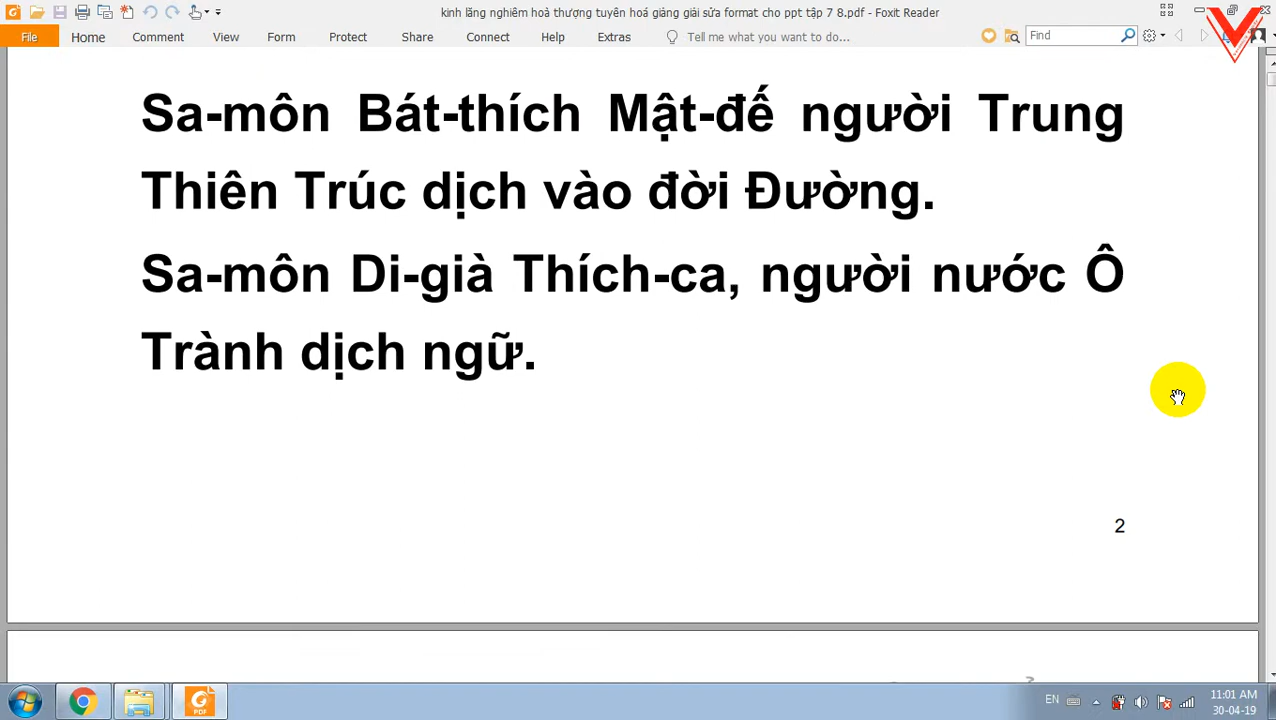 kinh lăng nghiêm hoà thượng tuyên hoá giảng giải sửa format cho ppt tập 7 8.pdf - Foxit Reader
File Home Comment View Form Protect Share Connect Help Extras Tell me what you want to do... Find
Sa-môn Bát-thích Mật-đế người Trung
Thiên Trúc dịch vào đời Đường.
Sa-môn Di-già Thích-ca, người nước Ô
Trành dịch ngữ.
2
PDF
EN
11:01 AM
30-04-19